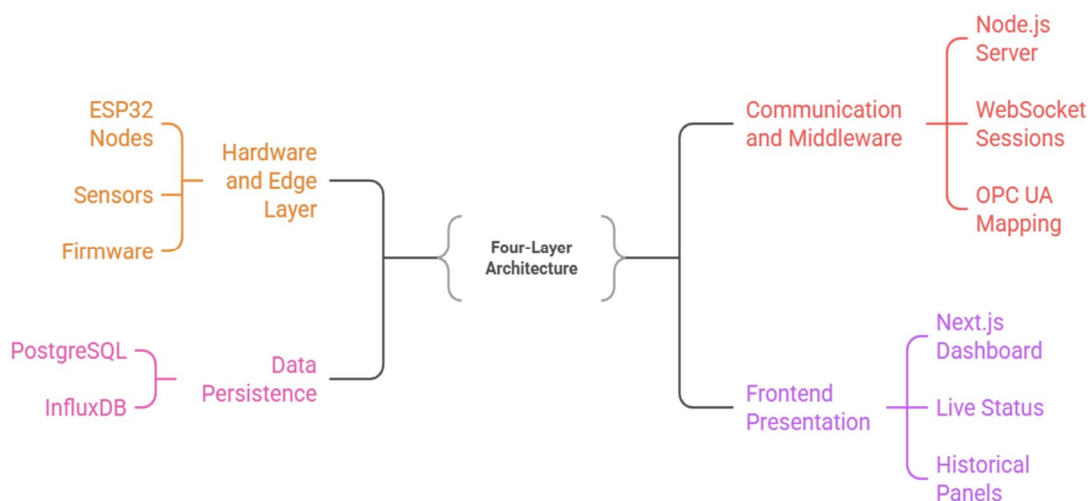 Four-Layer
Architecture
Hardware
and Edge
Layer
ESP32
Nodes
Sensors
Firmware
Data
Persistence
PostgreSQL
InfluxDB
Communication
and Middleware
Node.js
Server
WebSocket
Sessions
OPC UA
Mapping
Frontend
Presentation
Next.js
Dashboard
Live Status
Historical
Panels